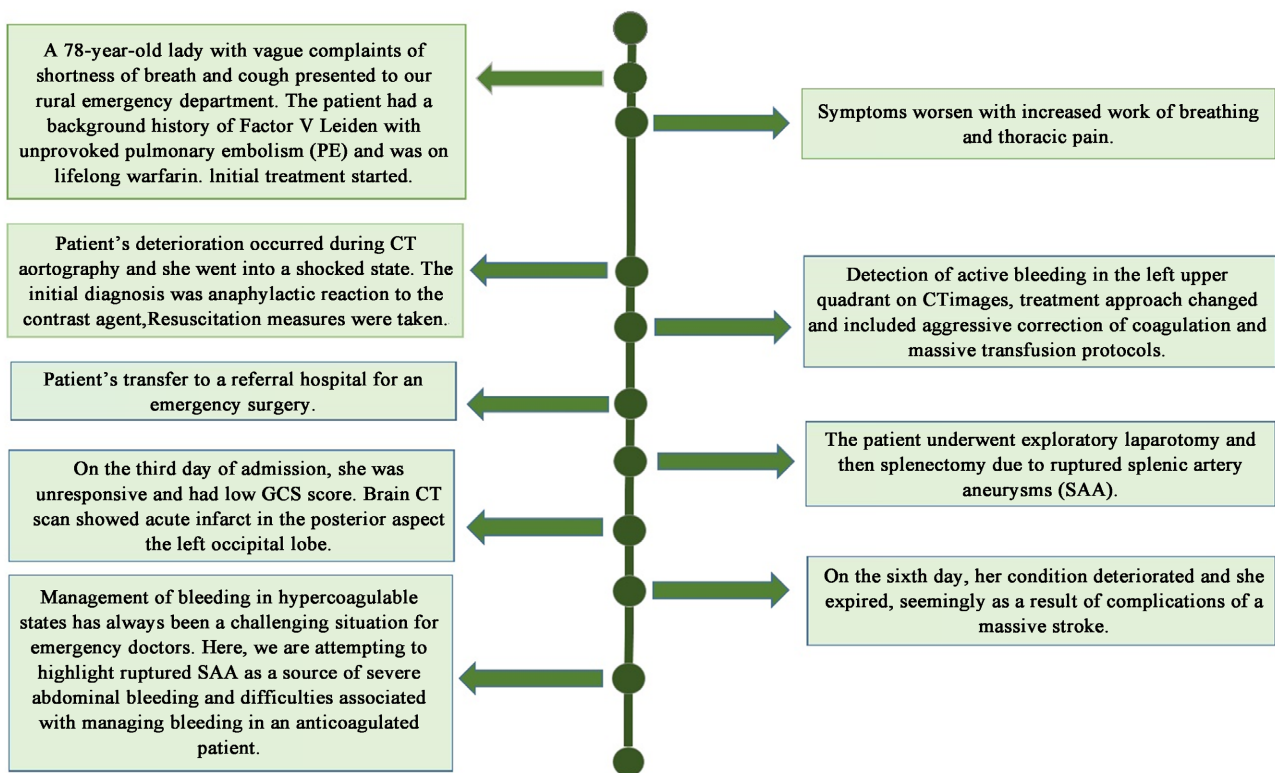 A 78-year-old lady with vague complaints of
shortness of breath and cough presented to our
rural emergency department. The patient had a
background history of Factor V Leiden with
unprovoked pulmonary embolism (PE) and was on
lifelong warfarin. Initial treatment started.
Symptoms worsen with increased work of breathing
and thoracic pain.
Patient's deterioration occurred during CT
aortography and she went into a shocked state. The
initial diagnosis was anaphylactic reaction to the
contrast agent,Resuscitation measures were taken.
Detection of active bleeding in the left upper
quadrant on CTimages, treatment approach changed
and included aggressive correction of coagulation and
massive transfusion protocols.
Patient's transfer to a referral hospital for an
emergency surgery.
The patient underwent exploratory laparotomy and
then splenectomy due to ruptured splenic artery
aneurysms (SAA).
On the third day of admission, she was
unresponsive and had low GCS score. Brain CT
scan showed acute infarct in the posterior aspect
the left occipital lobe.
On the sixth day, her condition deteriorated and she
expired, seemingly as a result of complications of a
massive stroke.
Management of bleeding in hypercoagulable
states has always been a challenging situation for
emergency doctors. Here, we are attempting to
highlight ruptured SAA as a source of severe
abdominal bleeding and difficulties associated
with managing bleeding in an anticoagulated
patient.